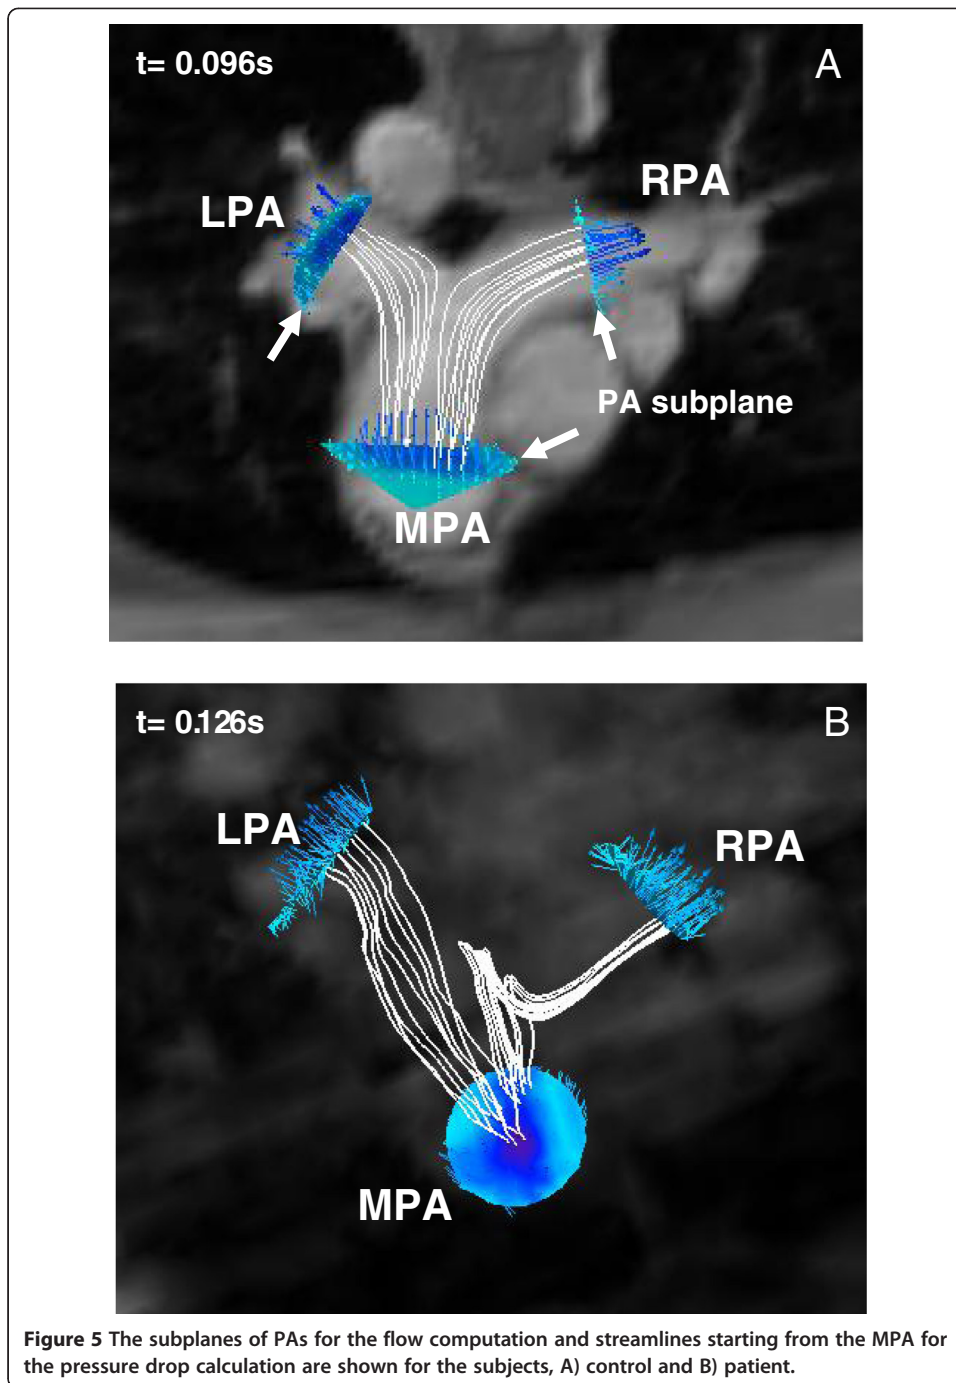 t= 0.096s
A
LPA
RPA
PA subplane
MPA
t= 0.126s
B
LPA
RPA
MPA
Figure 5 The subplanes of PAs for the flow computation and streamlines starting from the MPA for
the pressure drop calculation are shown for the subjects, A) control and B) patient.